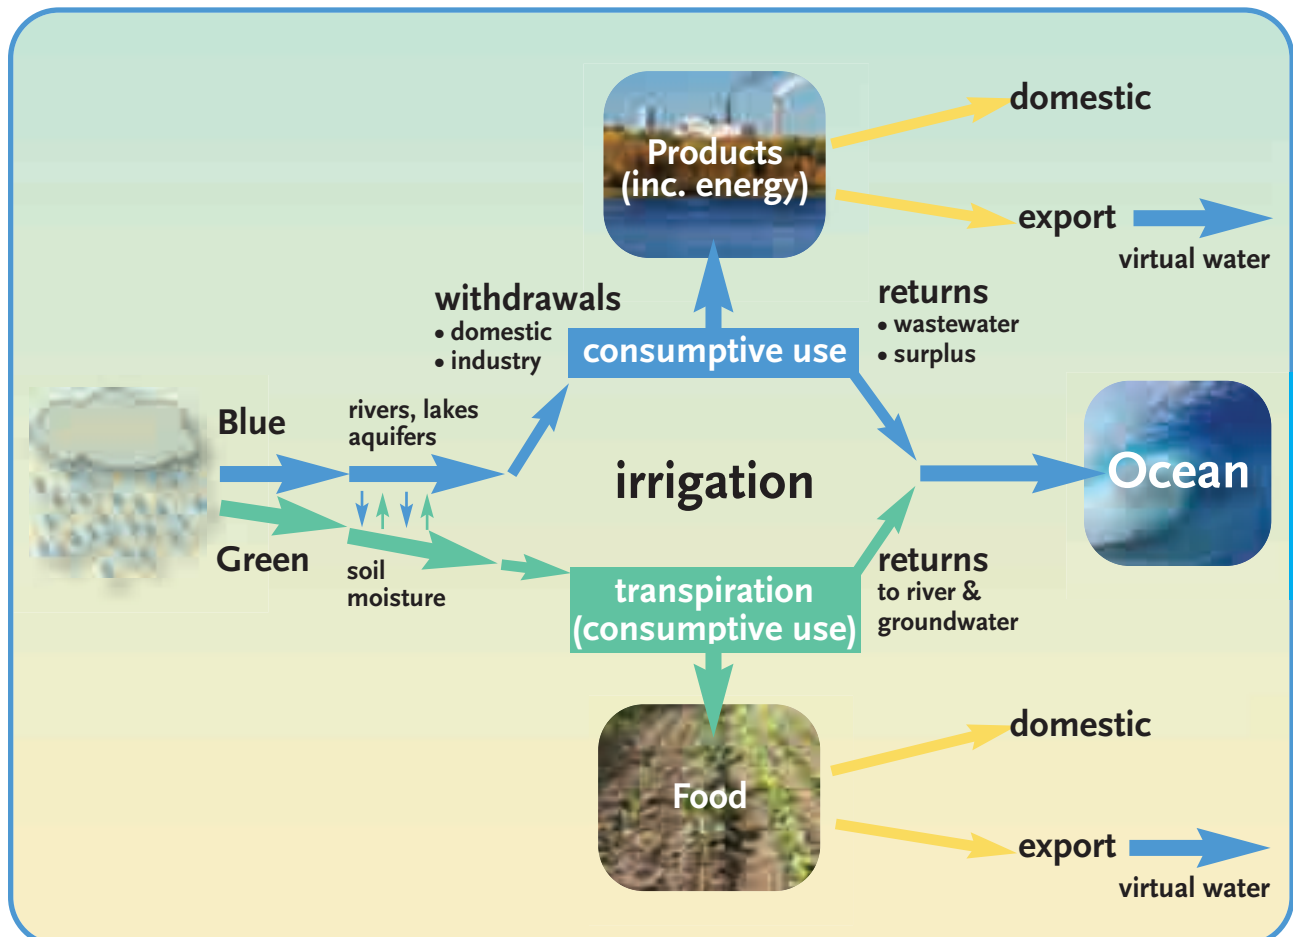 domestic
Products
(inc. energy)
export
virtual water
withdrawals
• domestic
• industry
returns
• wastewater
• surplus
consumptive use
Blue
rivers, lakes
aquifers
irrigation
Ocean
Green
soil
moisture
transpiration
(consumptive use)
returns
to river &
groundwater
domestic
Food
export
virtual water